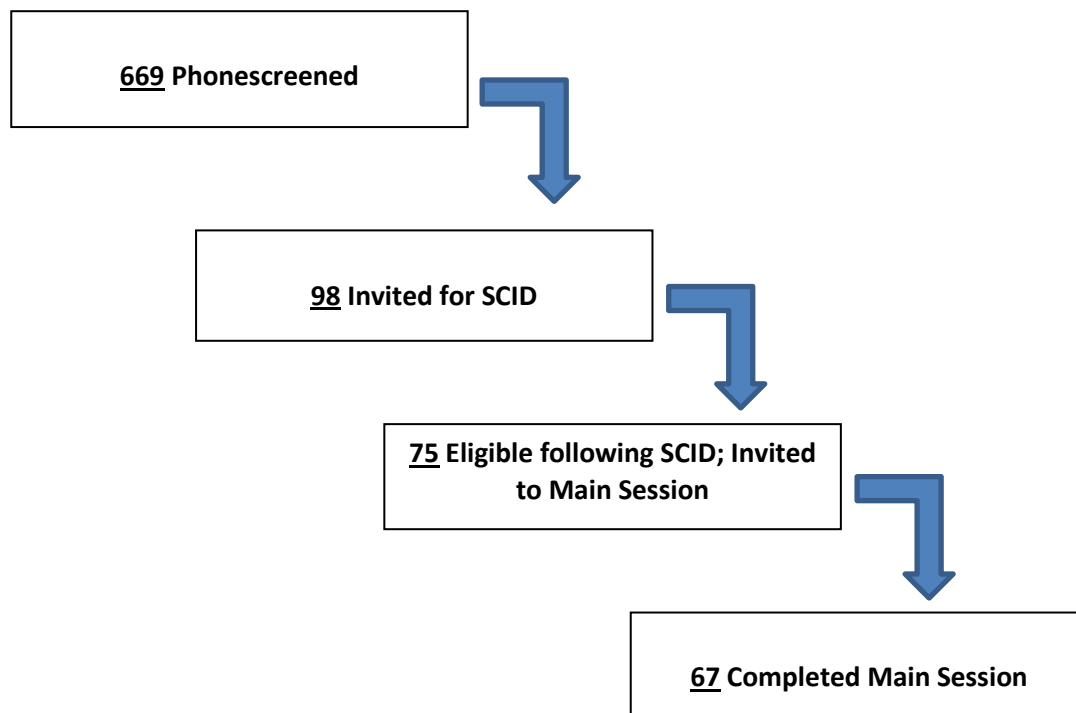 669 Phonescreened
98 Invited for SCID
75 Eligible following SCID; Invited
to Main Session
67 Completed Main Session